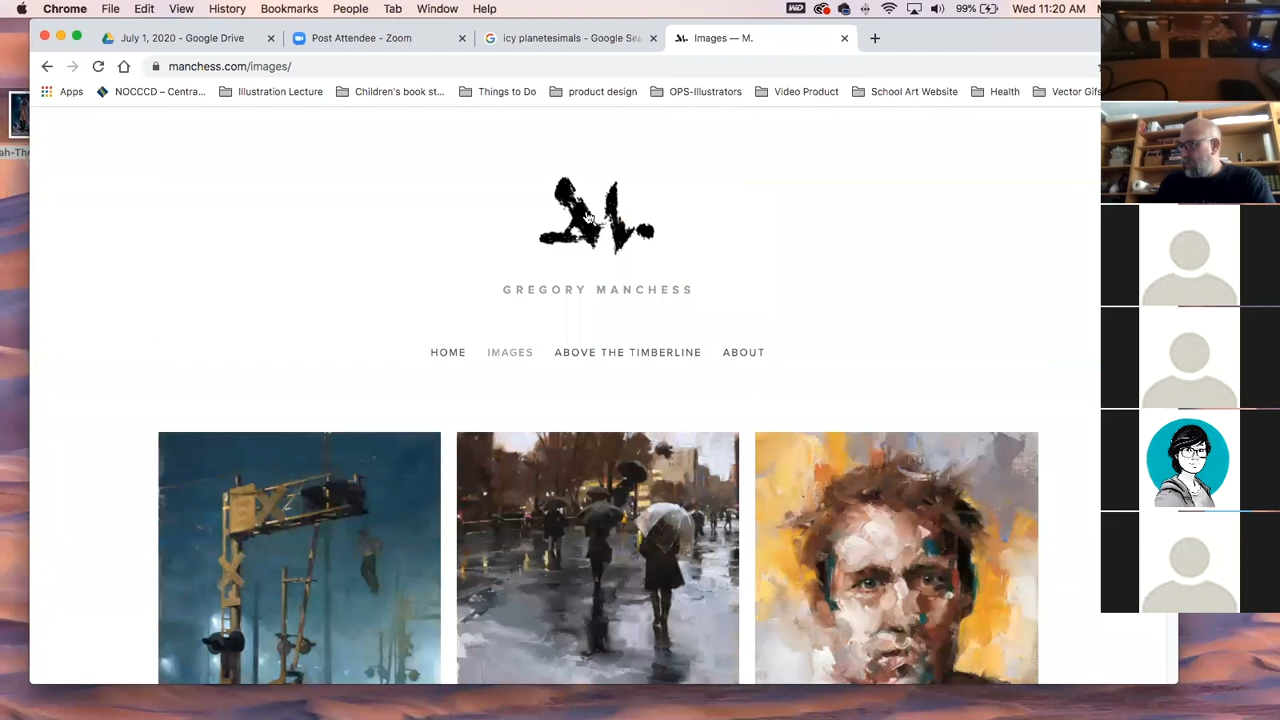 Chrome File Edit View History Bookmarks People Tab Window Help 99% Wed 11:20 AM
July 1, 2020 - Google Drive Post Attendee - Zoom icy planetesimals - Google Sea Images — M.
manchess.com/images/
Apps NOCCCD – Centra... Illustration Lecture Children's book st... Things to Do product design OPS-Illustrators Video Product School Art Website Health Vector Gifs
ah-The
M.
GREGORY MANCHESS
HOME IMAGES ABOVE THE TIMBERLINE ABOUT